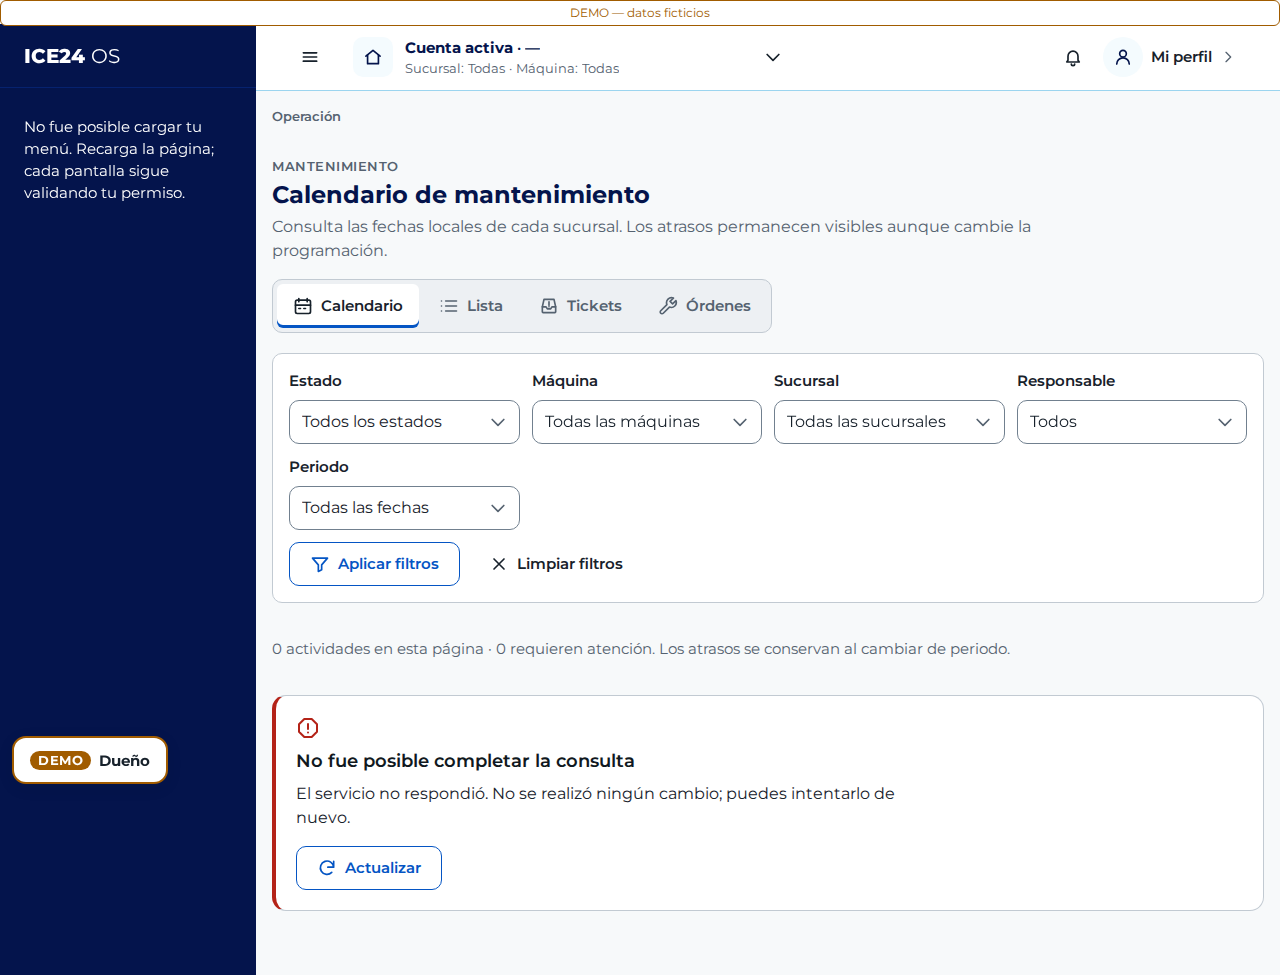 DEMO — datos ficticios
ICE24 OS
No fue posible cargar tu
menú. Recarga la página;
cada pantalla sigue
validando tu permiso.
DEMO Dueño
Cuenta activa · —
Sucursal: Todas · Máquina: Todas
Mi perfil
Operación
MANTENIMIENTO
Calendario de mantenimiento
Consulta las fechas locales de cada sucursal. Los atrasos permanecen visibles aunque cambie la
programación.
Calendario Lista Tickets Órdenes
Estado Máquina Sucursal Responsable
Todos los estados Todas las máquinas Todas las sucursales Todos
Periodo
Todas las fechas
Aplicar filtros Limpiar filtros
0 actividades en esta página · 0 requieren atención. Los atrasos se conservan al cambiar de periodo.
No fue posible completar la consulta
El servicio no respondió. No se realizó ningún cambio; puedes intentarlo de
nuevo.
Actualizar